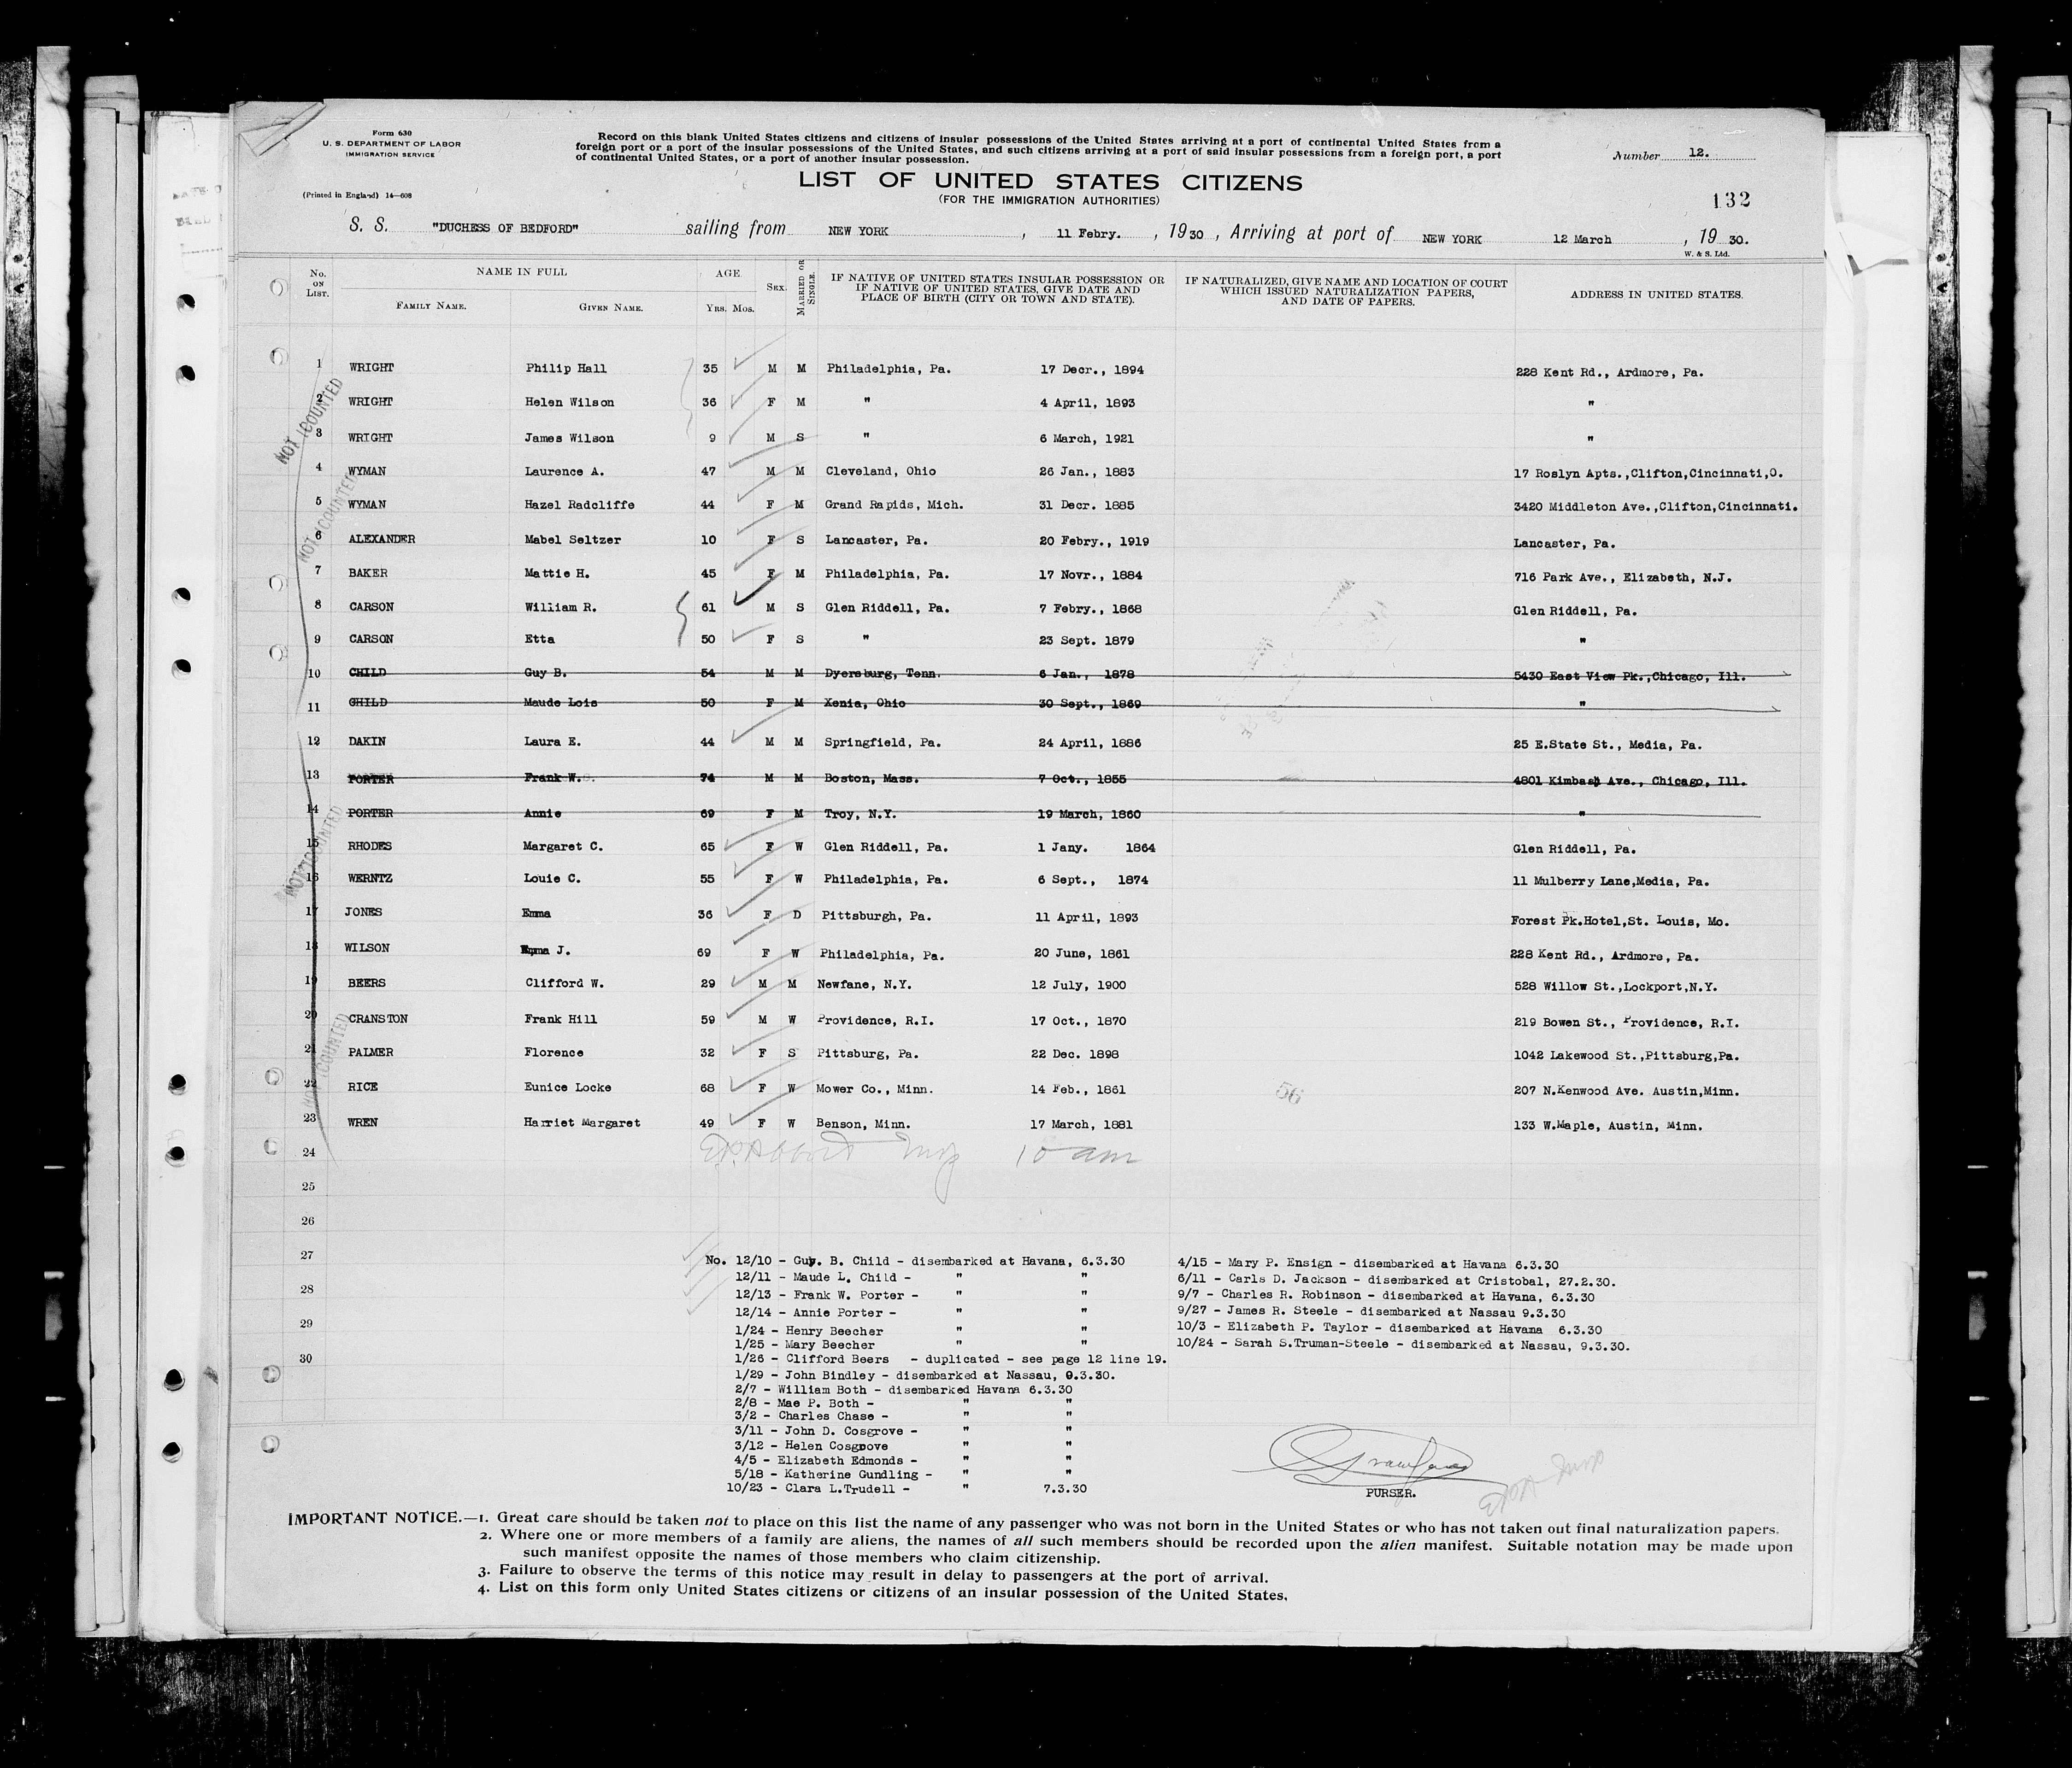 Form 630
U. S. DEPARTMENT OF LABOR
IMMIGRATION SERVICE
(Printed in England) 14—608
Record on this blank United States citizens and citizens of insular possessions of the United States arriving at a port of continental United States from a
foreign port or a port of the insular possessions of the United States, and such citizens arriving at a port of said insular possessions from a foreign port, a port
of continental United States, or a port of another insular possession.
Number 12.
LIST OF UNITED STATES CITIZENS
(FOR THE IMMIGRATION AUTHORITIES)
132
S. S. "DUCHESS OF BEDFORD" sailing from NEW YORK, 11 Febry., 1930, Arriving at port of NEW YORK 12 March, 19 30.
W. & S. Ltd.
No. ON LIST. NAME IN FULL AGE SEX. MARRIED OR SINGLE. IF NATIVE OF UNITED STATES INSULAR POSSESSION OR IF NATIVE OF UNITED STATES, GIVE DATE AND PLACE OF BIRTH (CITY OR TOWN AND STATE). IF NATURALIZED, GIVE NAME AND LOCATION OF COURT WHICH ISSUED NATURALIZATION PAPERS, AND DATE OF PAPERS. ADDRESS IN UNITED STATES.
FAMILY NAME. GIVEN NAME. YRS. MOS.
1 WRIGHT Philip Hall 35 M M Philadelphia, Pa. 17 Decr., 1894 228 Kent Rd., Ardmore, Pa.
2 WRIGHT Helen Wilson 36 F M " 4 April, 1893 "
3 WRIGHT James Wilson 9 M S " 6 March, 1921 "
4 WYMAN Laurence A. 47 M M Cleveland, Ohio 26 Jan., 1883 17 Roslyn Apts.,Clifton,Cincinnati,O.
5 WYMAN Hazel Radcliffe 44 F M Grand Rapids, Mich. 31 Decr. 1885 3420 Middleton Ave.,Clifton,Cincinnati.
6 ALEXANDER Mabel Seltzer 10 F S Lancaster, Pa. 20 Febry., 1919 Lancaster, Pa.
7 BAKER Mattie H. 45 F M Philadelphia, Pa. 17 Novr., 1884 716 Park Ave., Elizabeth, N.J.
8 CARSON William R. 61 M S Glen Riddell, Pa. 7 Febry., 1868 Glen Riddell, Pa.
9 CARSON Etta 50 F S " 23 Sept. 1879 "
10 CHILD Guy B. 54 M M Dyersburg, Tenn. 6 Jan., 1878 5430 East View Pk.,Chicago, Ill.
11 CHILD Maude Lois 50 F M Xenia, Ohio 30 Sept., 1869 "
12 DAKIN Laura E. 44 M M Springfield, Pa. 24 April, 1886 25 E.State St., Media, Pa.
13 PORTER Frank W. 74 M M Boston, Mass. 7 Oct., 1855 4801 Kimbash Ave., Chicago, Ill.
14 PORTER Annie 69 F M Troy, N.Y. 19 March, 1860 "
15 RHODES Margaret C. 65 F W Glen Riddell, Pa. 1 Jany. 1864 Glen Riddell, Pa.
16 WERNTZ Louie C. 55 F W Philadelphia, Pa. 6 Sept., 1874 11 Mulberry Lane,Media, Pa.
17 JONES Emma 36 F D Pittsburgh, Pa. 11 April, 1893 Forest Pk.Hotel,St. Louis, Mo.
18 WILSON Emma J. 69 F W Philadelphia, Pa. 20 June, 1861 228 Kent Rd., Ardmore, Pa.
19 BEERS Clifford W. 29 M M Newfane, N.Y. 12 July, 1900 528 Willow St.,Lockport,N.Y.
20 CRANSTON Frank Hill 59 M W Providence, R.I. 17 Oct., 1870 219 Bowen St., Providence, R.I.
21 PALMER Florence 32 F S Pittsburg, Pa. 22 Dec. 1898 1042 Lakewood St.,Pittsburg,Pa.
22 RICE Eunice Locke 68 F W Mower Co., Minn. 14 Feb., 1861 207 N.Kenwood Ave. Austin,Minn.
23 WREN Harriet Margaret 49 F W Benson, Minn. 17 March, 1881 133 W.Maple, Austin, Minn.
NOT COUNTED
NOT COUNTED
NOT COUNTED
NOT COUNTED
56
24 10 am
25
26
27
28
29
30
No. 12/10 - Guy. B. Child - disembarked at Havana, 6.3.30
12/11 - Maude L. Child - " "
12/13 - Frank W. Porter - " "
12/14 - Annie Porter - " "
1/24 - Henry Beecher " "
1/25 - Mary Beecher " "
1/26 - Clifford Beers - duplicated - see page 12 line 19.
1/29 - John Bindley - disembarked at Nassau, 9.3.30.
2/7 - William Both - disembarked Havana 6.3.30
2/8 - Mae P. Both - " "
3/2 - Charles Chase - " "
3/11 - John D. Cosgrove - " "
3/12 - Helen Cosgrove " "
4/5 - Elizabeth Edmonds - " "
5/18 - Katherine Gundling - " "
10/23 - Clara L.Trudell - " 7.3.30
4/15 - Mary P. Ensign - disembarked at Havana 6.3.30
6/11 - Carls D. Jackson - disembarked at Cristobal, 27.2.30.
9/7 - Charles R. Robinson - disembarked at Havana, 6.3.30
9/27 - James R. Steele - disembarked at Nassau 9.3.30
10/3 - Elizabeth P. Taylor - disembarked at Havana 6.3.30
10/24 - Sarah S.Truman-Steele - disembarked at Nassau, 9.3.30.
PURSER.
IMPORTANT NOTICE.—1. Great care should be taken not to place on this list the name of any passenger who was not born in the United States or who has not taken out final naturalization papers.
2. Where one or more members of a family are aliens, the names of all such members should be recorded upon the alien manifest. Suitable notation may be made upon
such manifest opposite the names of those members who claim citizenship.
3. Failure to observe the terms of this notice may result in delay to passengers at the port of arrival.
4. List on this form only United States citizens or citizens of an insular possession of the United States.